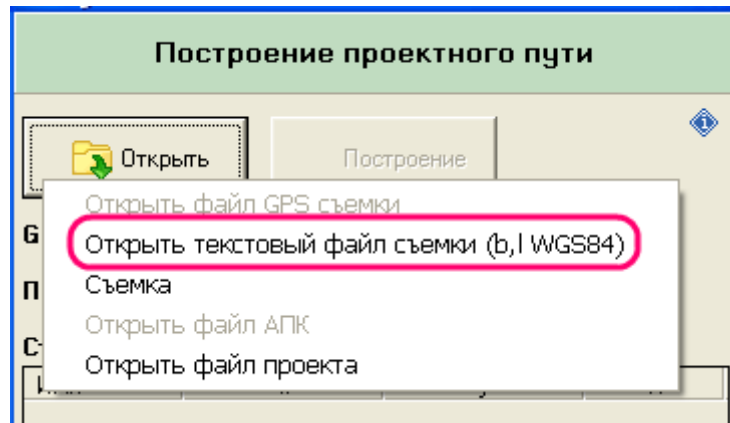 Построение проектного пути
Открыть
Построение
Открыть файл GPS съемки
Открыть текстовый файл съемки (b,l WGS84)
Съемка
Открыть файл АПК
Открыть файл проекта